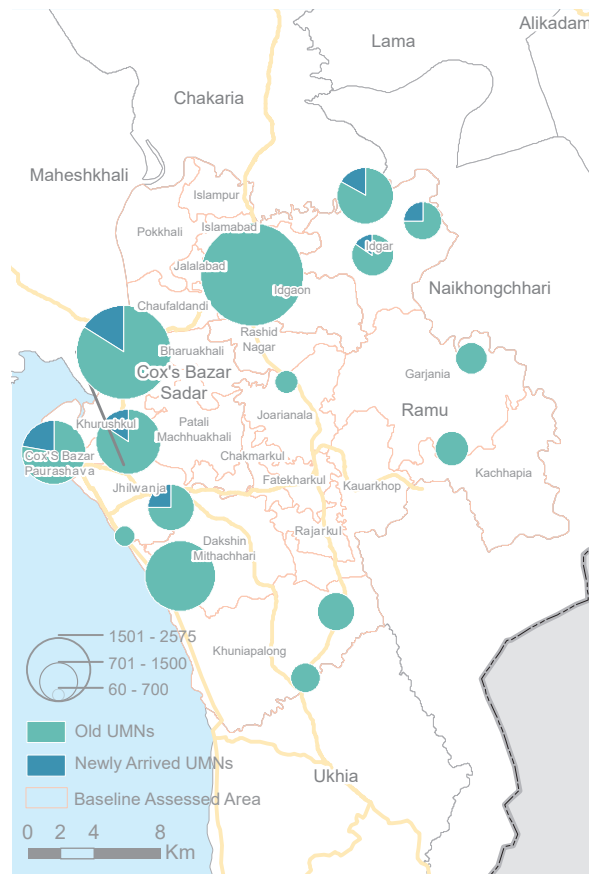 Alikadam
Lama
Chakaria
Maheshkhali
Islampur
Pokkhali
Islamabad
Idgar
Jalalabad
Idgaon
Naikhongchhari
Chaufaldandi
Rashid
Nagar
Bharuakhali
Cox's Bazar
Sadar
Garjania
Joarianala
Ramu
Khurushkul
Patali
Machhuakhali
Cox'S Bazar
Paurashava
Chakmarkul
Kachhapia
Fatekharkul
Kauarkhop
Jhilwanja
Rajarkul
Dakshin
Mithachhari
Khuniapalong
1501 - 2575
701 - 1500
60 - 700
Old UMNs
Newly Arrived UMNs
Baseline Assessed Area
Ukhia
0 2 4 8
Km